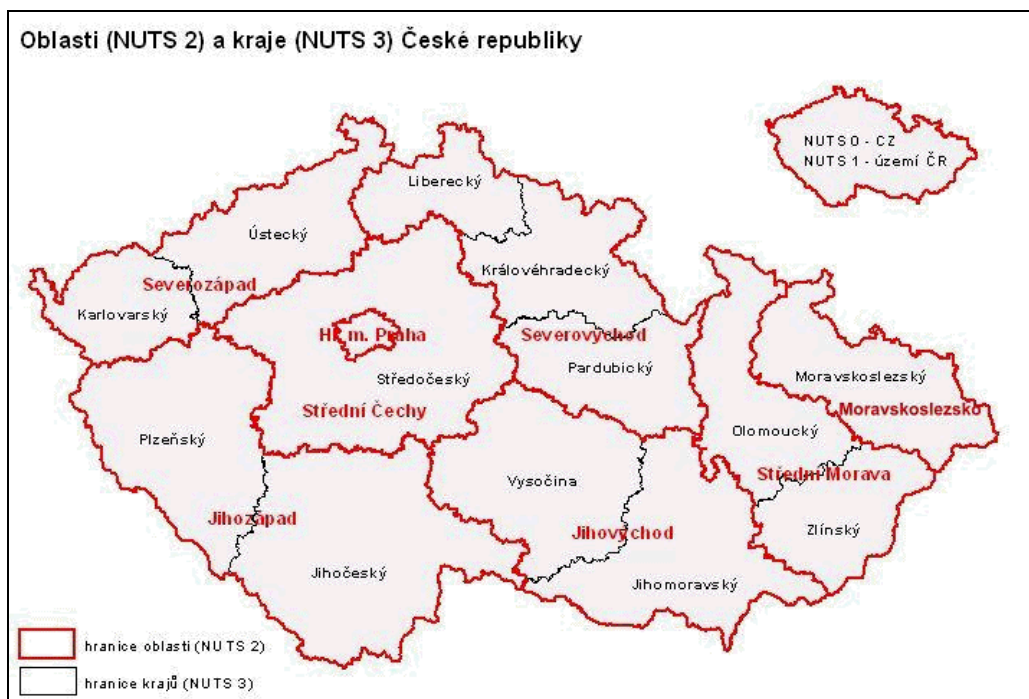 Oblasti (NUTS 2) a kraje (NUTS 3) České republiky
NUTS 0 - CZ
NUTS 1 - území ČR
Liberecký
Ústecký
Královéhradecký
Severozápad
Karlovarský
Hl. m. Praha
Severovýchod
Pardubický
Středočeský
Moravskoslezský
Střední Čechy
Moravskoslezsko
Plzeňský
Olomoucký
Střední Morava
Vysočina
Jihozápad
Jihovýchod
Zlínský
Jihočeský
Jihomoravský
hranice oblastí (NUTS 2)
hranice krajů (NUTS 3)